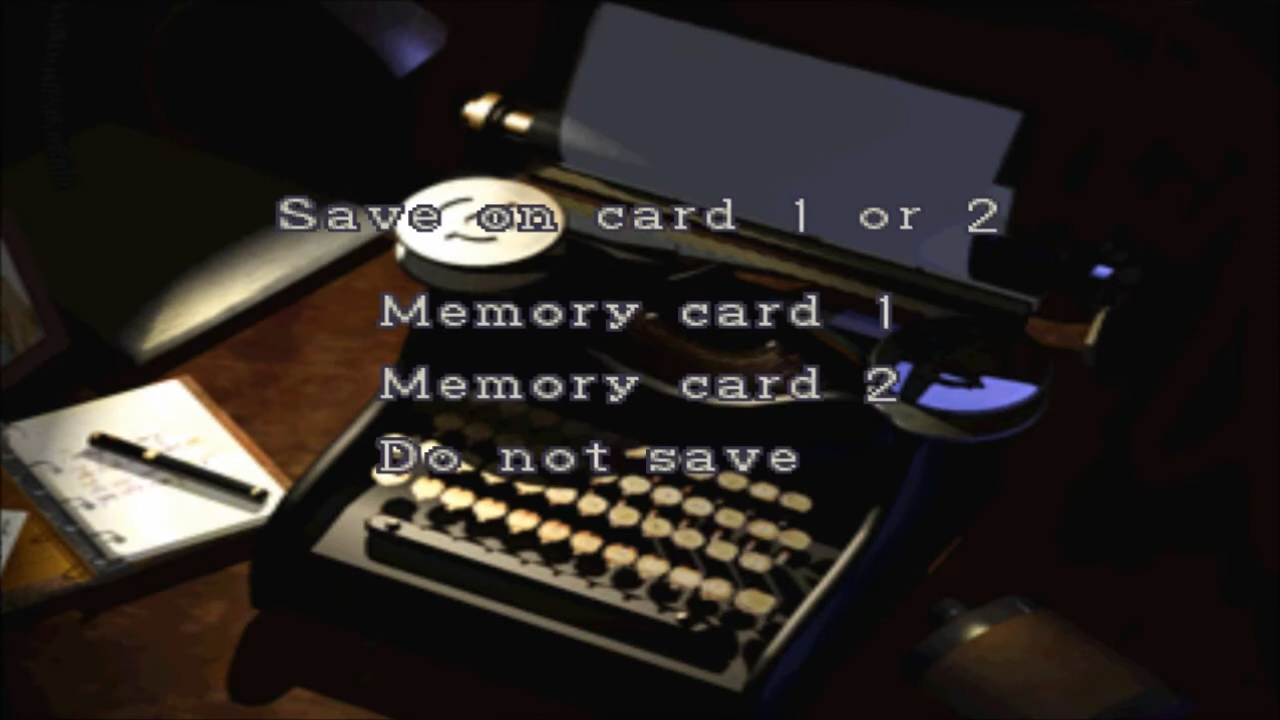 Save on card 1 or 2
Memory card 1
Memory card 2
Do not save